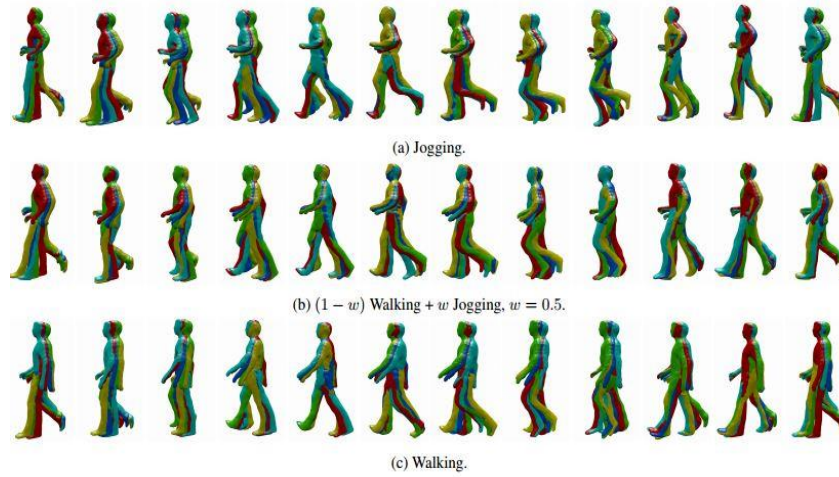 (a) Jogging.
(b) (1 − w) Walking + w Jogging, w = 0.5.
(c) Walking.